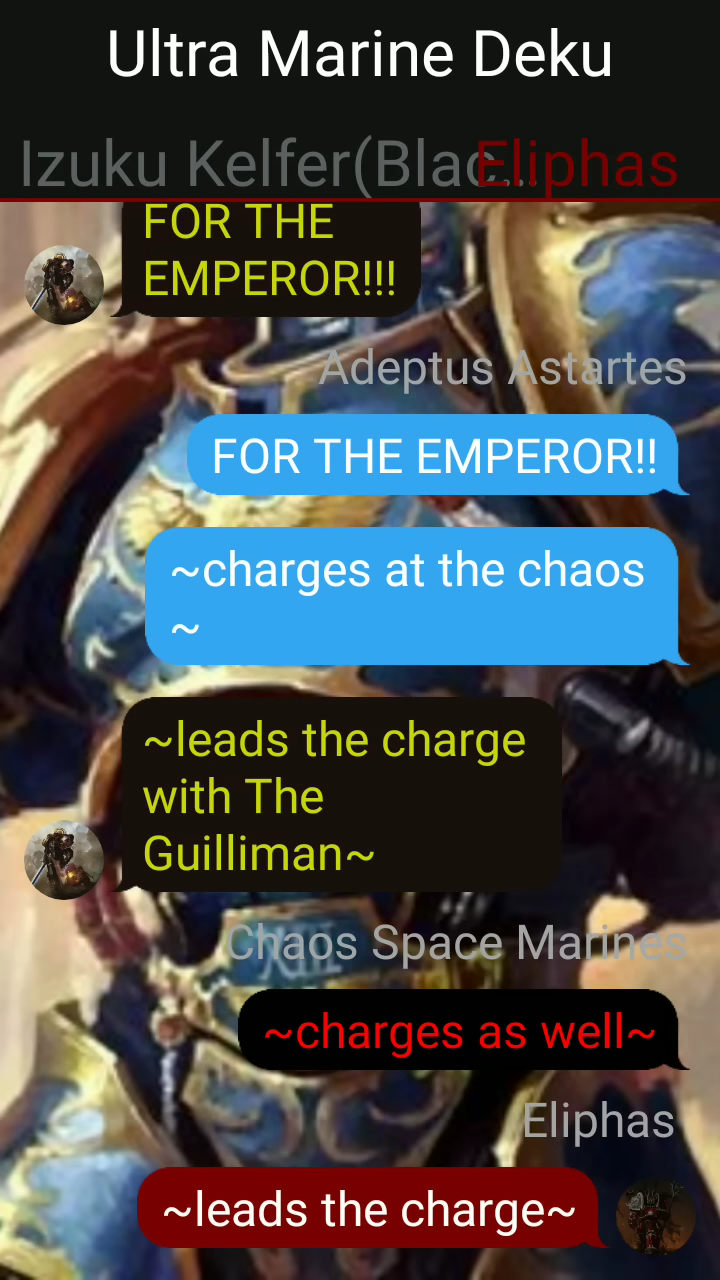 Ultra Marine Deku
Izuku Kelfer(Blac...
Eliphas
FOR THE
EMPEROR!!!
Adeptus Astartes
FOR THE EMPEROR!!
~charges at the chaos
~
~leads the charge
with The
Guilliman~
Chaos Space Marines
~charges as well~
Eliphas
~leads the charge~